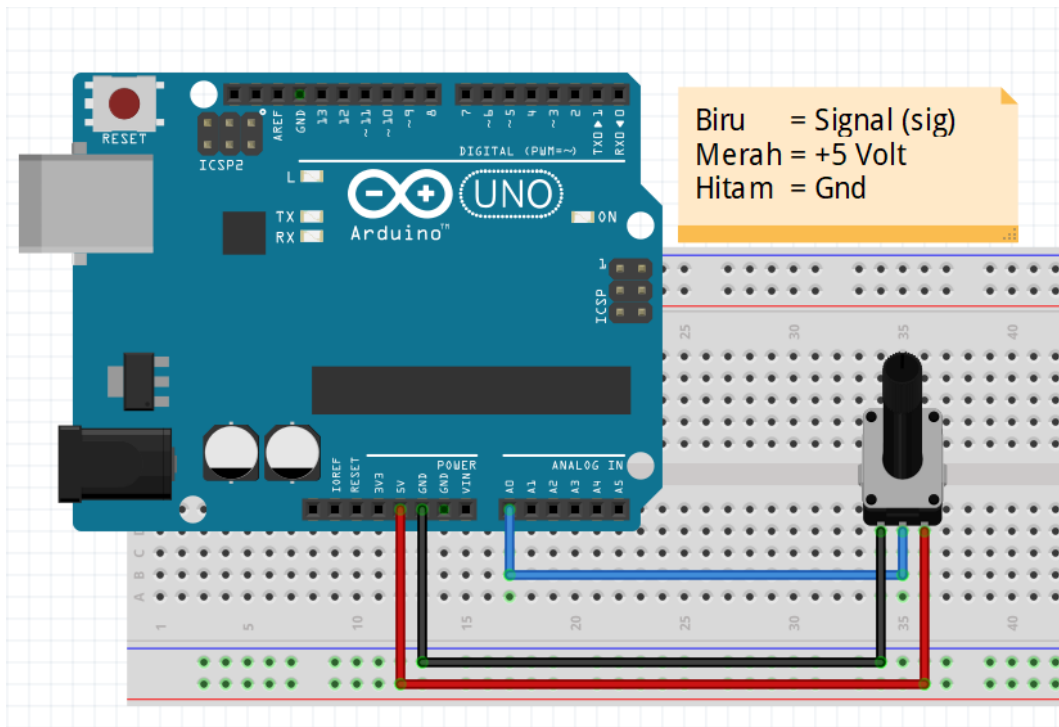 RESET
ICSP2
AREF
GND
13
12
~11
~10
~9
8
7
~6
~5
4
~3
2
TX0▶1
RX0◀0
DIGITAL (PWM=~)
L
TX
RX
UNO
Arduino™
ON
1
ICSP
Biru = Signal (sig)
Merah = +5 Volt
Hitam = Gnd
25
30
35
40
POWER
ANALOG IN
IOREF
RESET
3V3
5V
GND
GND
VIN
A0
A1
A2
A3
A4
A5
C
B
A
1
5
10
15
20
25
30
35
40